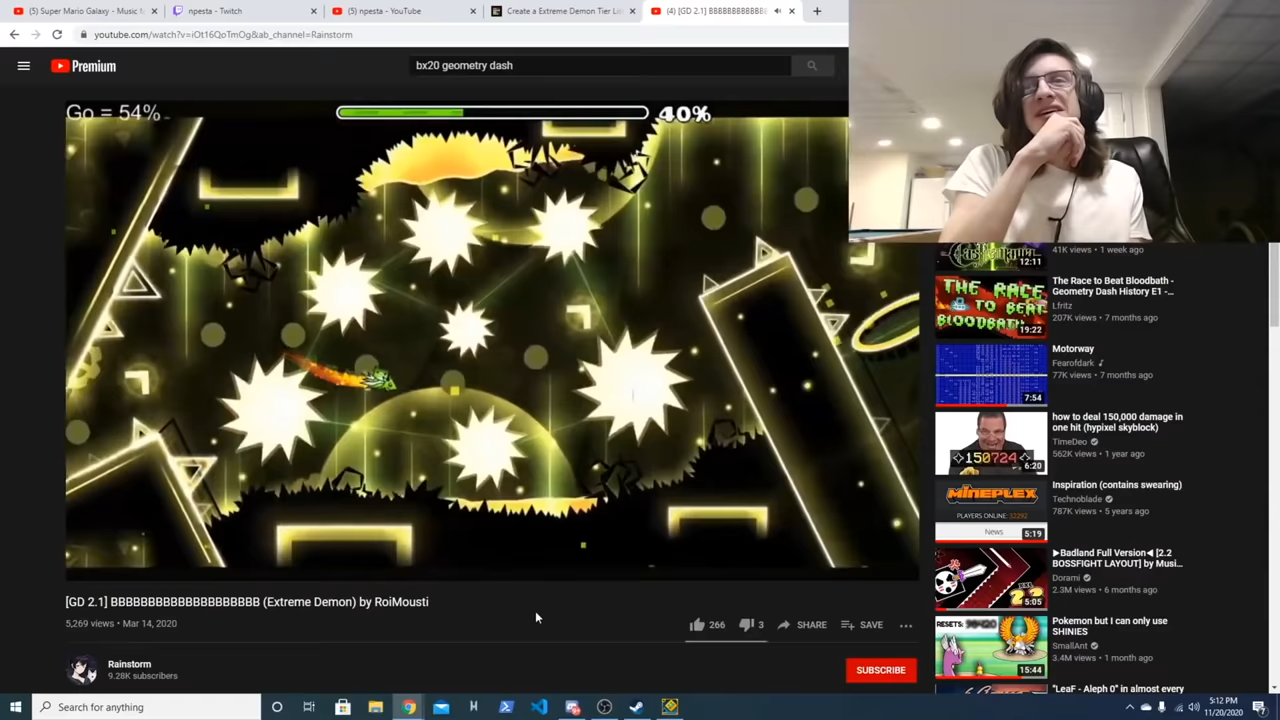 (5) Super Mario Galaxy - Music M
npesta - Twitch
(5) npesta - YouTube
Create a Extreme Demon Tier Lis
(4) [GD 2.1] BBBBBBBBBBBB
youtube.com/watch?v=iOt16QoTmOg&ab_channel=Rainstorm
Premium
bx20 geometry dash
Go = 54%
40%
12:11
41K views • 1 week ago
THE RACE
TO BEAT
BLOODBATH
19:22
The Race to Beat Bloodbath -
Geometry Dash History E1 -...
Lfritz
207K views • 7 months ago
7:54
Motorway
Fearofdark
77K views • 7 months ago
150724
6:20
how to deal 150,000 damage in
one hit (hypixel skyblock)
TimeDeo
562K views • 1 year ago
MINEPLEX
PLAYERS ONLINE: 32292
News
5:19
Inspiration (contains swearing)
Technoblade
787K views • 5 years ago
5:05
▶Badland Full Version◀ [2.2
BOSSFIGHT LAYOUT] by Musi...
Dorami
2.3M views • 6 months ago
RESETS:
15:44
Pokemon but I can only use
SHINIES
SmallAnt
3.4M views • 1 month ago
"LeaF - Aleph 0" in almost every
[GD 2.1] BBBBBBBBBBBBBBBBBBBB (Extreme Demon) by RoiMousti
5,269 views • Mar 14, 2020
266
3
SHARE
SAVE
Rainstorm
9.28K subscribers
SUBSCRIBE
Type here to search
5:12 PM
11/20/2020